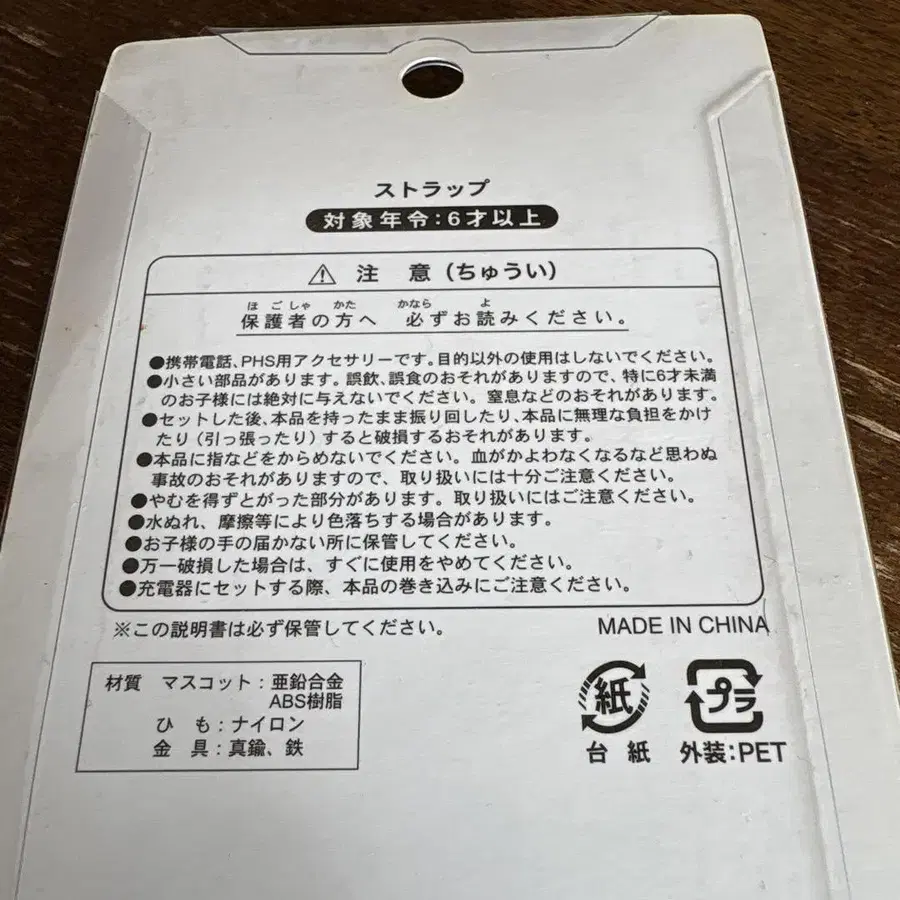 ストラップ
対象年令:6才以上
⚠ 注 意 (ちゅうい)
ほごしゃ かた かなら よ
保護者の方へ 必ずお読みください。
●携帯電話、PHS用アクセサリーです。目的以外の使用はしないでください。
●小さい部品があります。誤飲、誤食のおそれがありますので、特に6才未満
のお子様には絶対に与えないでください。窒息などのおそれがあります。
●セットした後、本品を持ったまま振り回したり、本品に無理な負担をかけ
たり(引っ張ったり)すると破損するおそれがあります。
●本品に指などをからめないでください。血がかよわなくなるなど思わぬ
事故のおそれがありますので、取り扱いには十分ご注意ください。
●やむを得ずとがった部分があります。取り扱いにはご注意ください。
●水ぬれ、摩擦等により色落ちする場合があります。
●お子様の手の届かない所に保管してください。
●万一破損した場合は、すぐに使用をやめてください。
●充電器にセットする際、本品の巻き込みにご注意ください。
※この説明書は必ず保管してください。
MADE IN CHINA
材質 マスコット:亜鉛合金
ABS樹脂
ひ も:ナイロン
金 具:真鍮、鉄
紙 プラ
台 紙 外装:PET